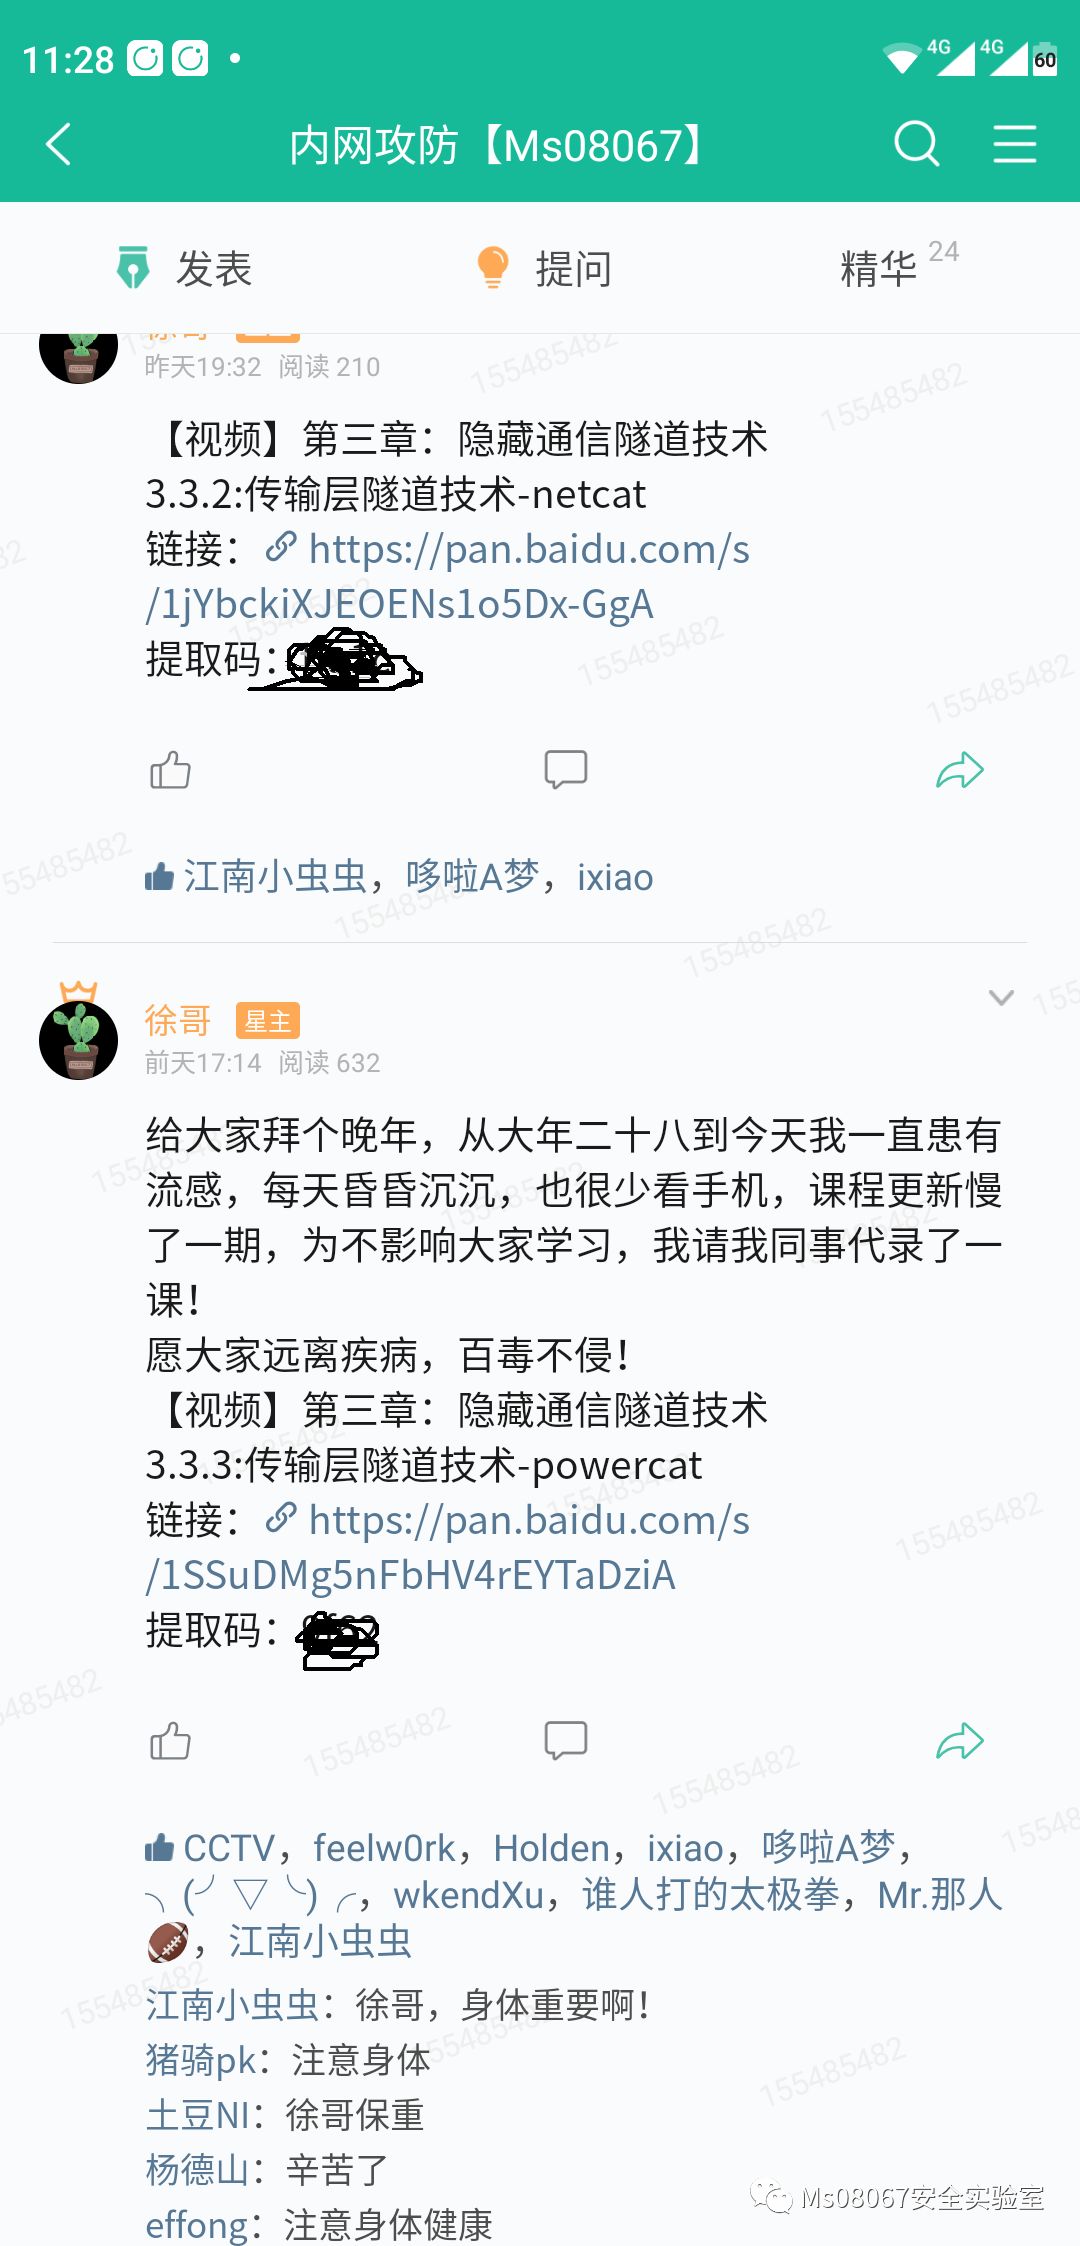 11:28
4G 4G 60
内网攻防【Ms08067】
发表
提问
精华 24
昨天19:32 阅读 210
【视频】第三章：隐藏通信隧道技术
3.3.2:传输层隧道技术-netcat
链接： https://pan.baidu.com/s
/1jYbckiXJEOENs1o5Dx-GgA
提取码：
江南小虫虫，哆啦A梦，ixiao
徐哥 星主
前天17:14 阅读 632
给大家拜个晚年，从大年二十八到今天我一直患有
流感，每天昏昏沉沉，也很少看手机，课程更新慢
了一期，为不影响大家学习，我请我同事代录了一
课！
愿大家远离疾病，百毒不侵！
【视频】第三章：隐藏通信隧道技术
3.3.3:传输层隧道技术-powercat
链接： https://pan.baidu.com/s
/1SSuDMg5nFbHV4rEYTaDziA
提取码：
CCTV，feelw0rk，Holden，ixiao，哆啦A梦，
╮(╯▽╰)╭，wkendXu，谁人打的太极拳，Mr.那人
🏈，江南小虫虫
江南小虫虫：徐哥，身体重要啊！
猪骑pk：注意身体
土豆NI：徐哥保重
杨德山：辛苦了
effong：注意身体健康
Ms08067安全实验室
155485482